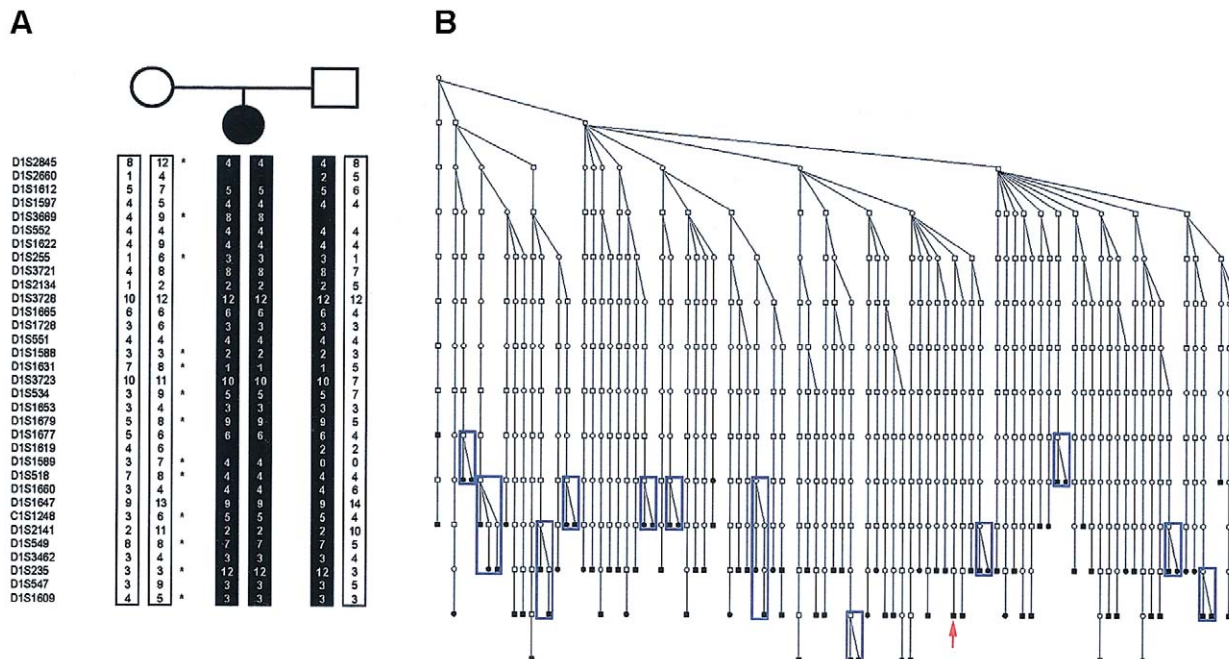 A
B
D1S2845 8 12 * 4 4 4 8
D1S2660 1 4 2 5
D1S1612 5 7 5 5 5 6
D1S1597 4 5 4 4 4 4
D1S3669 4 9 * 8 8
D1S552 4 4 4 4 4 4
D1S1622 4 9 4 4 4 4
D1S255 1 6 * 3 3 3 1
D1S3721 4 8 8 8 8 7
D1S2134 1 2 2 2 2 5
D1S3728 10 12 12 12 12 12
D1S1665 6 6 6 6 6 4
D1S1728 3 6 3 3 3 3
D1S551 4 4 4 4 4 4
D1S1588 3 3 * 2 2 2 3
D1S1631 7 8 * 1 1 1 5
D1S3723 10 11 10 10 10 7
D1S534 3 9 * 5 5 5 7
D1S1653 3 4 3 3 3 3
D1S1679 5 8 * 9 9 9 5
D1S1677 5 6 6 6 6 4
D1S1619 4 6 2 2
D1S1589 3 7 * 4 4 0 0
D1S518 7 8 * 4 4 4 4
D1S1660 3 4 4 4 4 6
D1S1647 9 13 9 9 9 14
C1S1248 3 6 * 5 5 5 4
D1S2141 2 11 2 2 2 10
D1S549 8 8 * 7 7 7 5
D1S3462 3 4 3 3 3 4
D1S235 3 3 * 12 12 12 3
D1S547 3 9 3 3 3 5
D1S1609 4 5 * 3 3 3 3